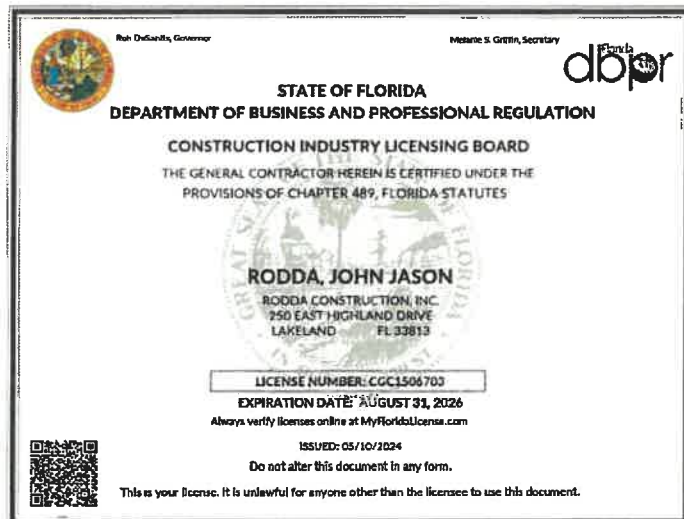 Ron DeSantis, Governor
Melanie S. Griffin, Secretary
Florida
dbpr
STATE OF FLORIDA
DEPARTMENT OF BUSINESS AND PROFESSIONAL REGULATION
CONSTRUCTION INDUSTRY LICENSING BOARD
THE GENERAL CONTRACTOR HEREIN IS CERTIFIED UNDER THE
PROVISIONS OF CHAPTER 489, FLORIDA STATUTES
RODDA, JOHN JASON
RODDA CONSTRUCTION, INC.
250 EAST HIGHLAND DRIVE
LAKELAND FL 33813
LICENSE NUMBER: CGC1506703
EXPIRATION DATE: AUGUST 31, 2026
Always verify licenses online at MyFloridaLicense.com
ISSUED: 05/10/2024
Do not alter this document in any form.
This is your license. It is unlawful for anyone other than the licensee to use this document.